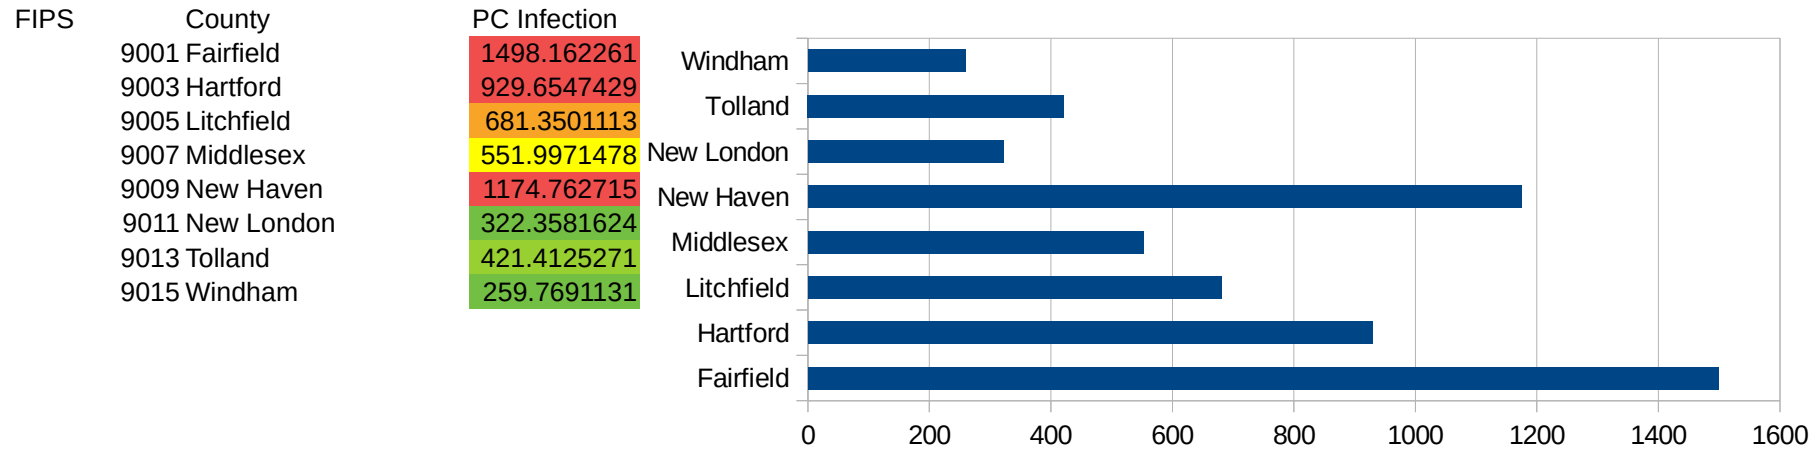 FIPS County PC Infection
9001 Fairfield 1498.162261
9003 Hartford 929.6547429
9005 Litchfield 681.3501113
9007 Middlesex 551.9971478
9009 New Haven 1174.762715
9011 New London 322.3581624
9013 Tolland 421.4125271
9015 Windham 259.7691131
Windham
Tolland
New London
New Haven
Middlesex
Litchfield
Hartford
Fairfield
0 200 400 600 800 1000 1200 1400 1600